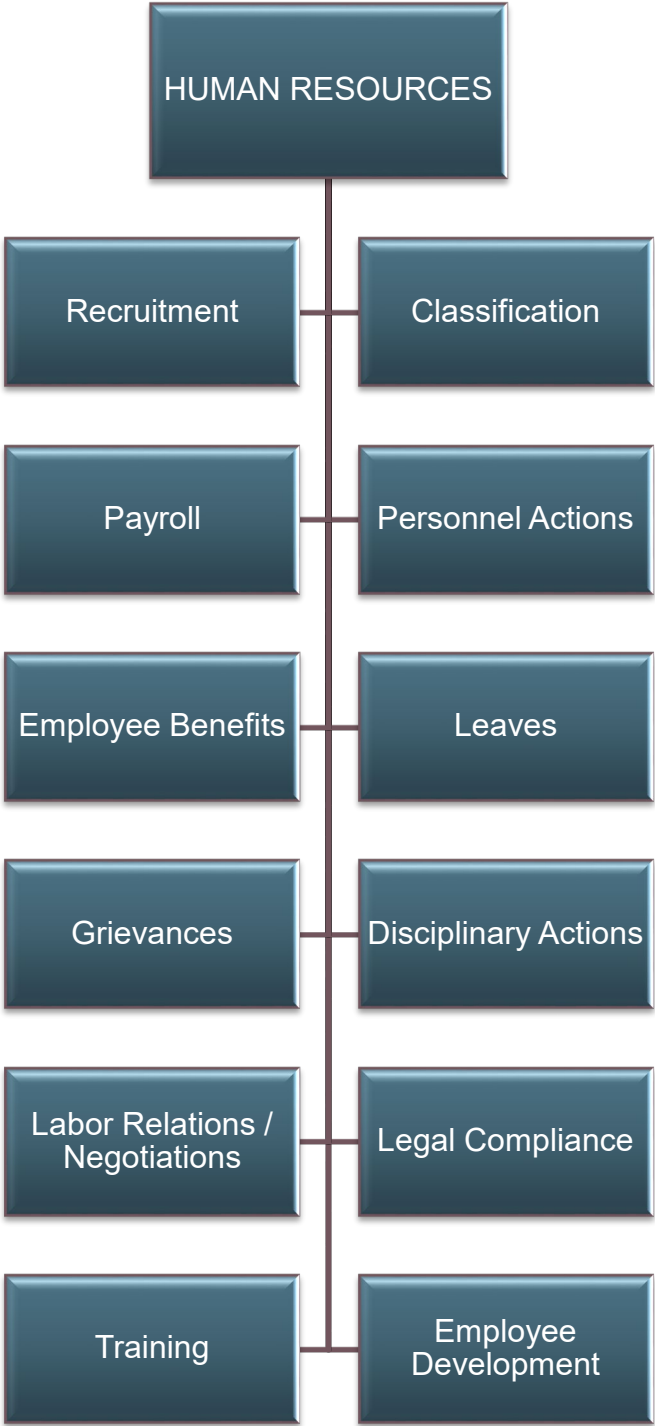 HUMAN RESOURCES
Recruitment
Classification
Payroll
Personnel Actions
Employee Benefits
Leaves
Grievances
Disciplinary Actions
Labor Relations /
Negotiations
Legal Compliance
Training
Employee
Development